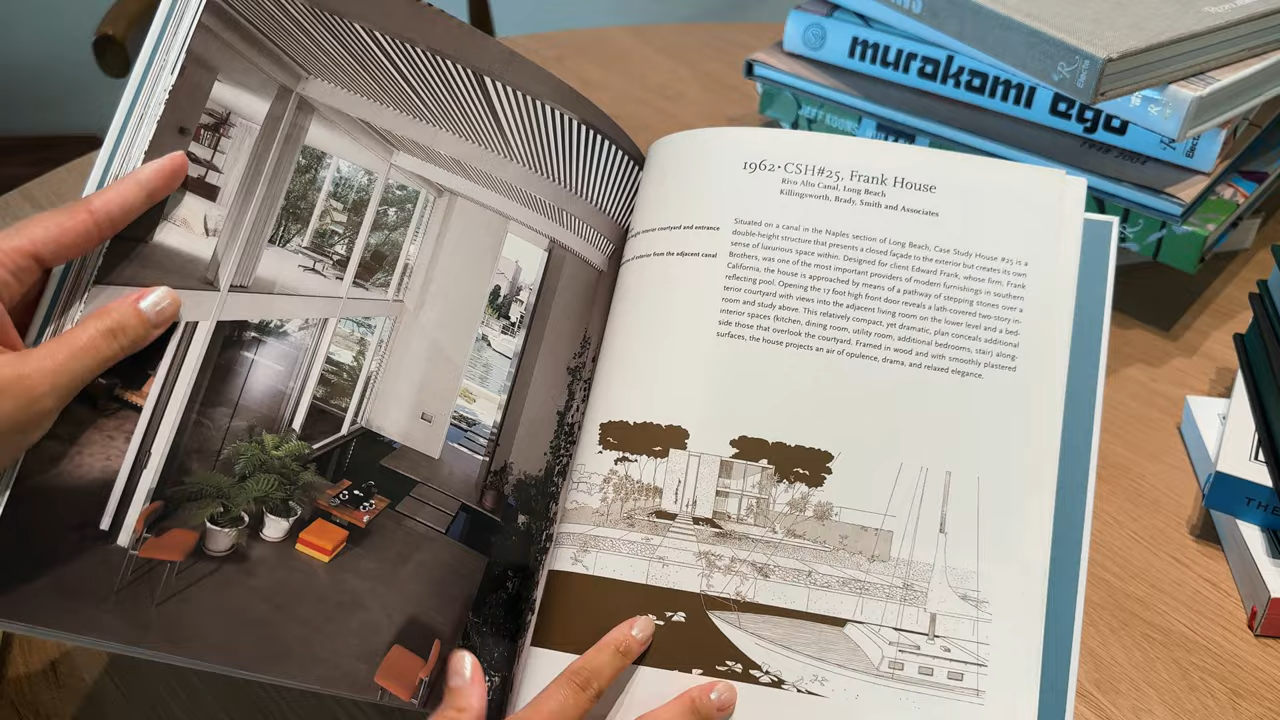 1962·CSH#25, Frank House
Rivo Alto Canal, Long Beach
Killingsworth, Brady, Smith and Associates
interior courtyard and entrance
of exterior from the adjacent canal
Situated on a canal in the Naples section of Long Beach, Case Study House #25 is a
double-height structure that presents a closed façade to the exterior but creates its own
sense of luxurious space within. Designed for client Edward Frank, whose firm, Frank
Brothers, was one of the most important providers of modern furnishings in southern
California, the house is approached by means of a pathway of stepping stones over a
reflecting pool. Opening the 17 foot high front door reveals a lath-covered two-story in-
terior courtyard with views into the adjacent living room on the lower level and a bed-
room and study above. This relatively compact, yet dramatic, plan conceals additional
interior spaces (kitchen, dining room, utility room, additional bedrooms, stair) along-
side those that overlook the courtyard. Framed in wood and with smoothly plastered
surfaces, the house projects an air of opulence, drama, and relaxed elegance.
R
Electa
murakami ego
Electa
JEFF KOONS
THE